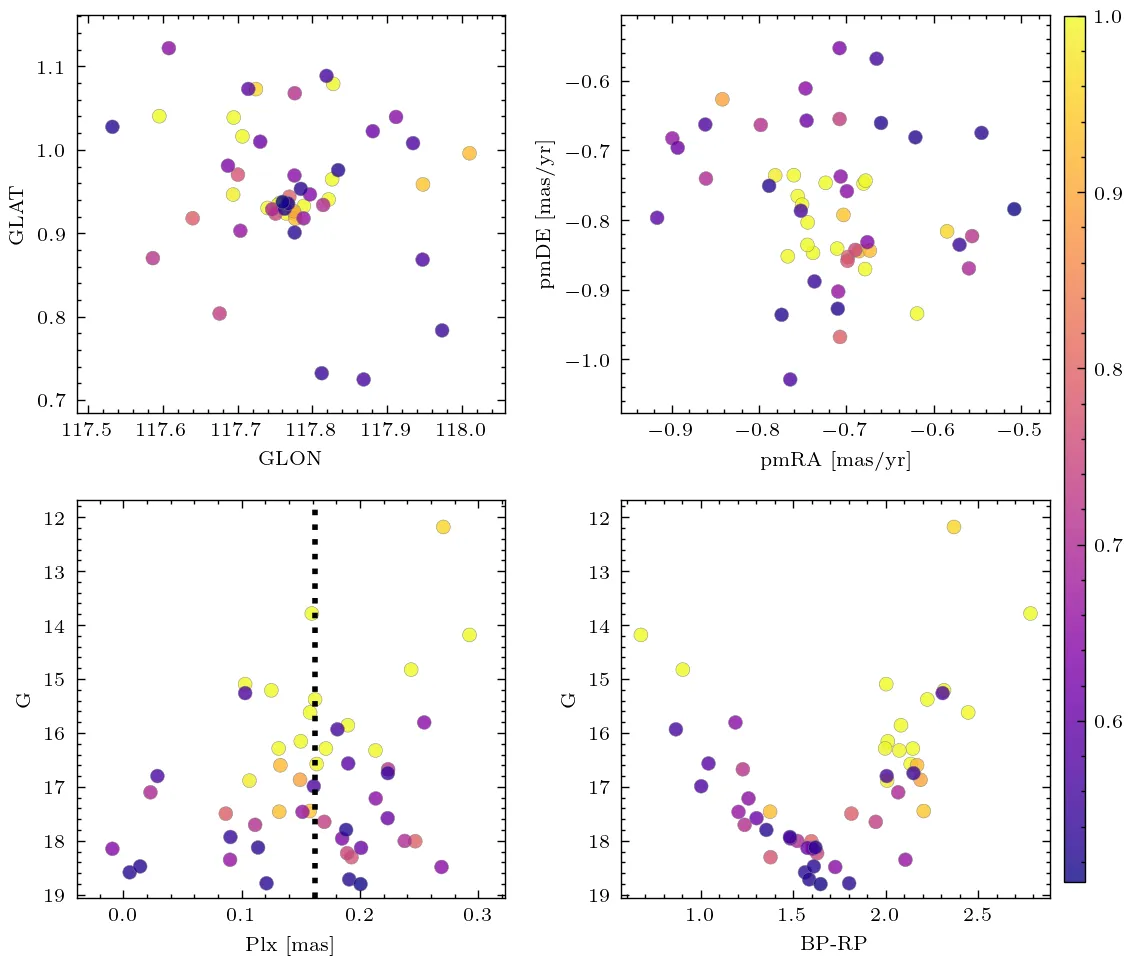 1.1
1.0
0.9
0.8
0.7
GLAT
117.5 117.6 117.7 117.8 117.9 118.0
GLON
−0.6
−0.7
−0.8
−0.9
−1.0
pmDE [mas/yr]
−0.9 −0.8 −0.7 −0.6 −0.5
pmRA [mas/yr]
12
13
14
15
16
17
18
19
G
0.0 0.1 0.2 0.3
Plx [mas]
12
13
14
15
16
17
18
19
G
1.0 1.5 2.0 2.5
BP-RP
1.0
0.9
0.8
0.7
0.6